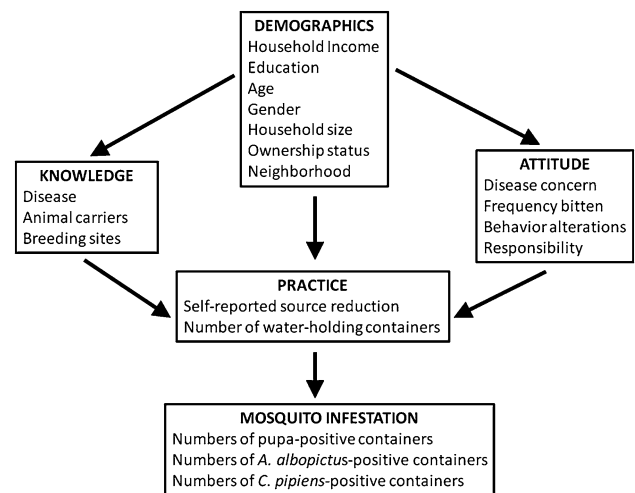 DEMOGRAPHICS
Household Income
Education
Age
Gender
Household size
Ownership status
Neighborhood
KNOWLEDGE
Disease
Animal carriers
Breeding sites
ATTITUDE
Disease concern
Frequency bitten
Behavior alterations
Responsibility
PRACTICE
Self-reported source reduction
Number of water-holding containers
MOSQUITO INFESTATION
Numbers of pupa-positive containers
Numbers of A. albopictus-positive containers
Numbers of C. pipiens-positive containers